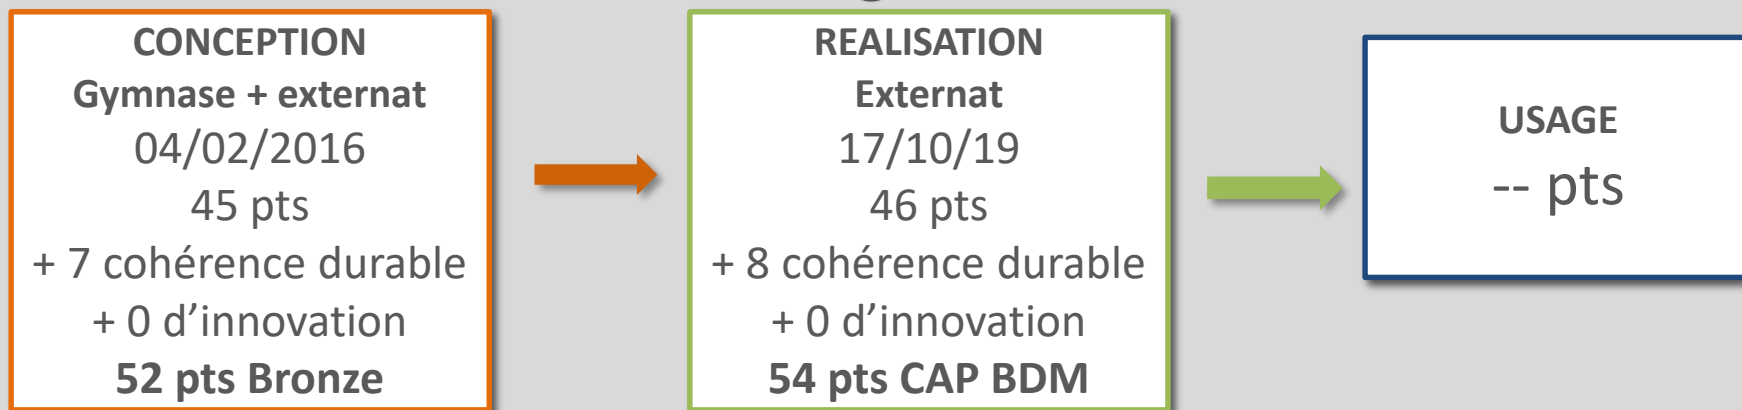 CONCEPTION
Gymnase + externat
04/02/2016
45 pts
+ 7 cohérence durable
+ 0 d’innovation
52 pts Bronze
REALISATION
Externat
17/10/19
46 pts
+ 8 cohérence durable
+ 0 d’innovation
54 pts CAP BDM
USAGE
-- pts